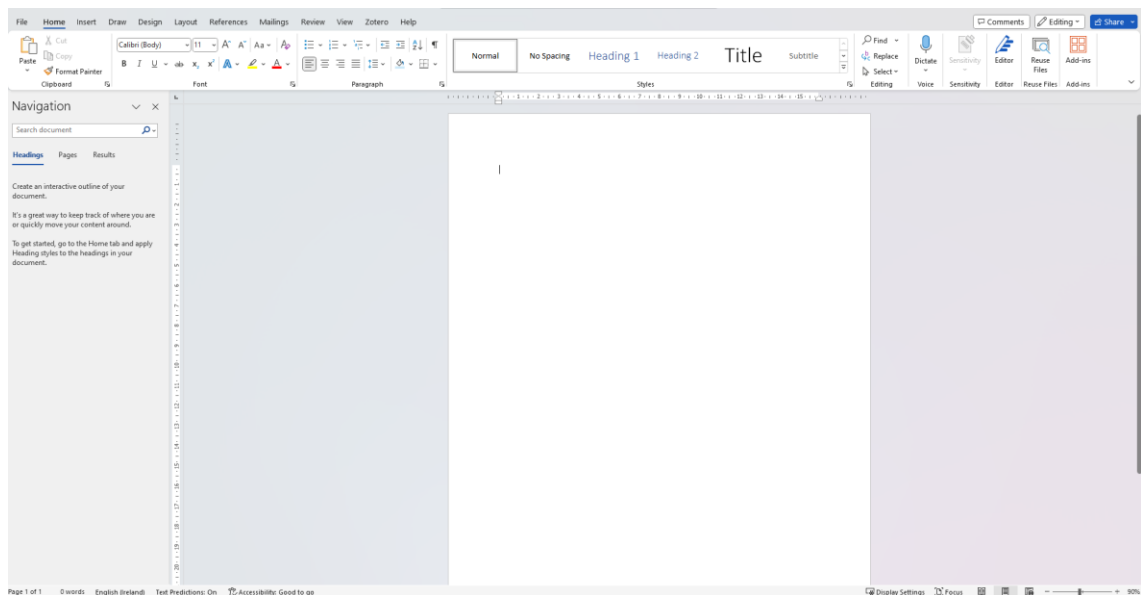 File Home Insert Draw Design Layout References Mailings Review View Zotero Help
Comments Editing Share
Paste
Cut
Copy
Format Painter
Clipboard
Calibri (Body) 11
Font
Paragraph
Normal No Spacing Heading 1 Heading 2 Title Subtitle
Styles
Find
Replace
Select
Editing
Dictate
Voice
Sensitivity
Sensitivity
Editor
Editor
Reuse
Files
Reuse Files
Add-ins
Add-ins
Navigation
Search document
Headings Pages Results
Create an interactive outline of your
document.
It's a great way to keep track of where you are
or quickly move your content around.
To get started, go to the Home tab and apply
Heading styles to the headings in your
document.
Page 1 of 1 0 words English (Ireland) Text Predictions: On Accessibility: Good to go
Display Settings Focus 90%